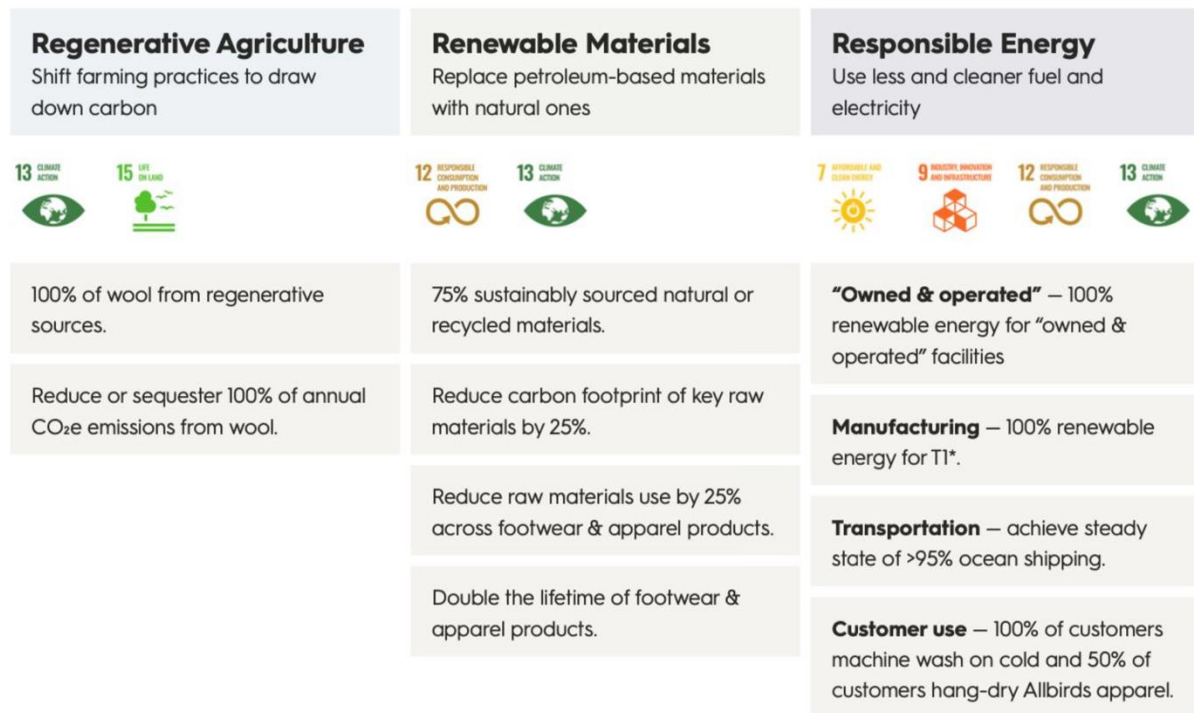 Regenerative Agriculture
Shift farming practices to draw
down carbon
13 CLIMATE
ACTION
15 LIFE
ON LAND
100% of wool from regenerative
sources.
Reduce or sequester 100% of annual
CO₂e emissions from wool.
Renewable Materials
Replace petroleum-based materials
with natural ones
12 RESPONSIBLE
CONSUMPTION
AND PRODUCTION
13 CLIMATE
ACTION
75% sustainably sourced natural or
recycled materials.
Reduce carbon footprint of key raw
materials by 25%.
Reduce raw materials use by 25%
across footwear & apparel products.
Double the lifetime of footwear &
apparel products.
Responsible Energy
Use less and cleaner fuel and
electricity
7 AFFORDABLE AND
CLEAN ENERGY
9 INDUSTRY, INNOVATION
AND INFRASTRUCTURE
12 RESPONSIBLE
CONSUMPTION
AND PRODUCTION
13 CLIMATE
ACTION
“Owned & operated” – 100%
renewable energy for “owned &
operated” facilities
Manufacturing – 100% renewable
energy for T1*.
Transportation – achieve steady
state of >95% ocean shipping.
Customer use – 100% of customers
machine wash on cold and 50% of
customers hang-dry Allbirds apparel.